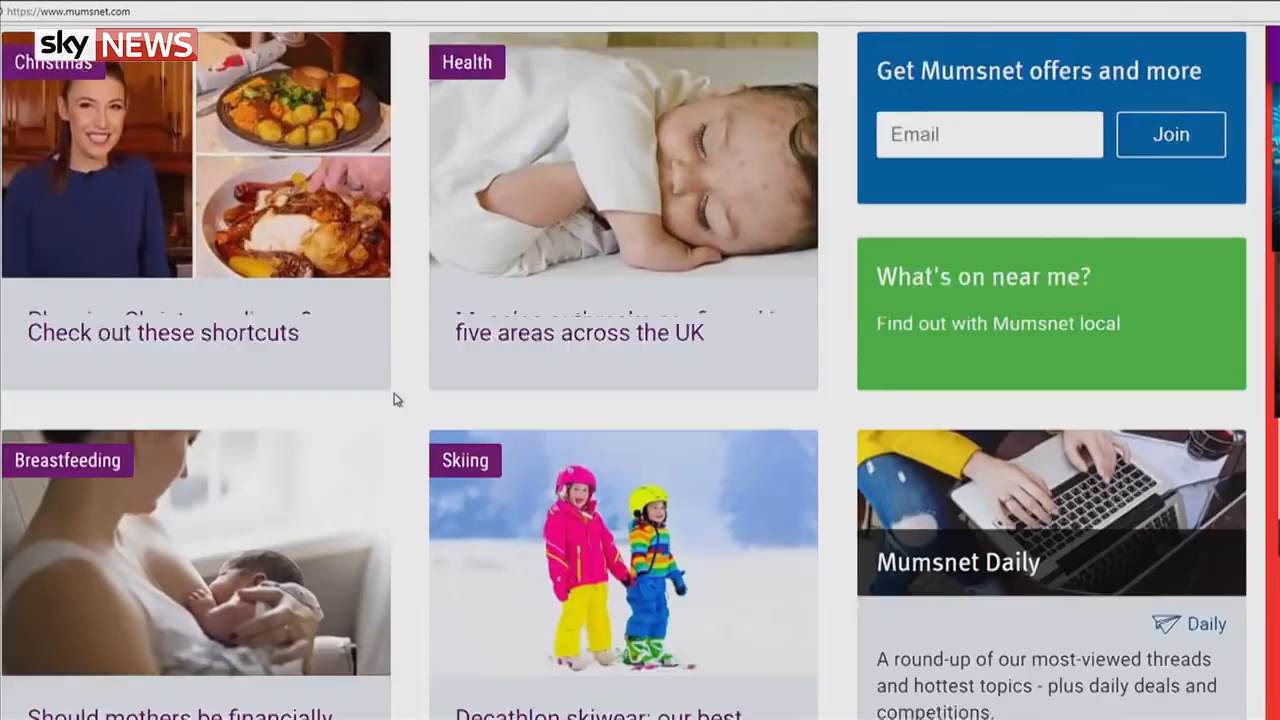 https://www.mumsnet.com
sky NEWS
Christmas
Check out these shortcuts
Health
five areas across the UK
Get Mumsnet offers and more
Email
Join
What's on near me?
Find out with Mumsnet local
Breastfeeding
Should mothers be financially
Skiing
Decathlon skiwear: our best
Mumsnet Daily
Daily
A round-up of our most-viewed threads
and hottest topics - plus daily deals and
competitions.